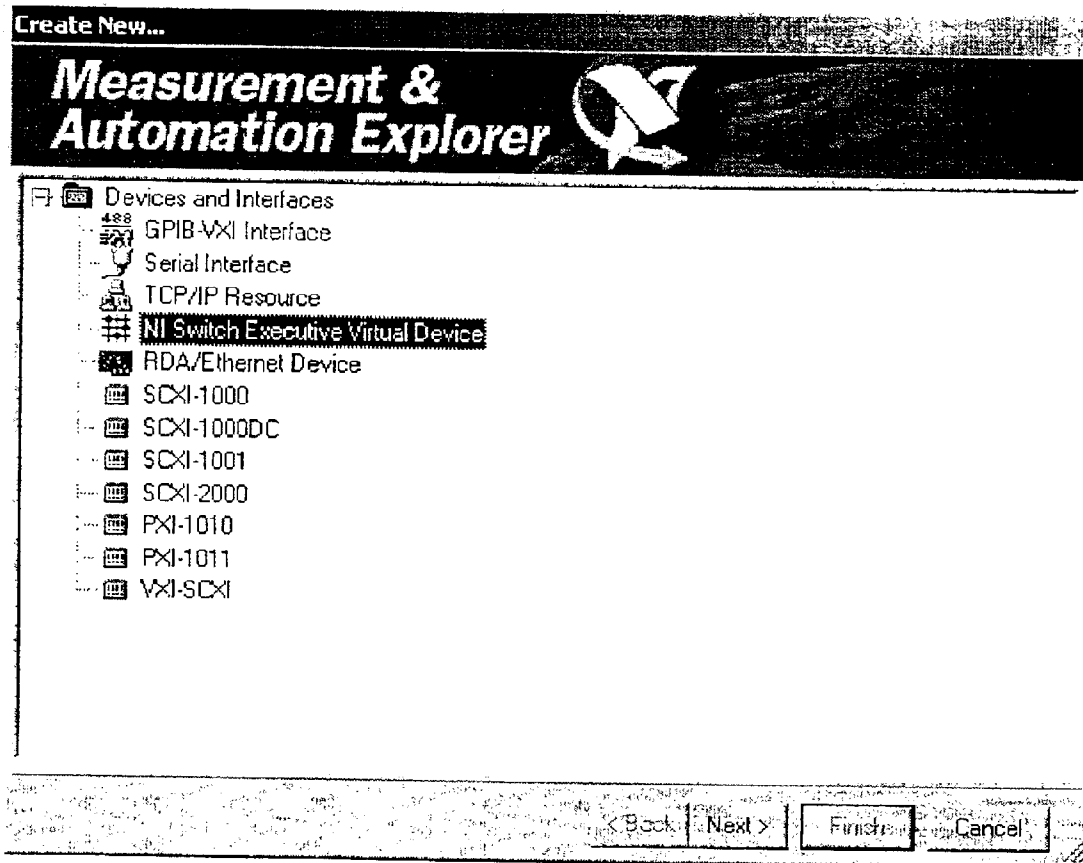 Create New...
Measurement &
Automation Explorer
Devices and Interfaces
488
GPIB-VXI Interface
Serial Interface
TCP/IP Resource
NI Switch Executive Virtual Device
RDA/Ethernet Device
SCXI-1000
SCXI-1000DC
SCXI-1001
SCXI-2000
PXI-1010
PXI-1011
VXI-SCXI
< Back Next > Finish Cancel